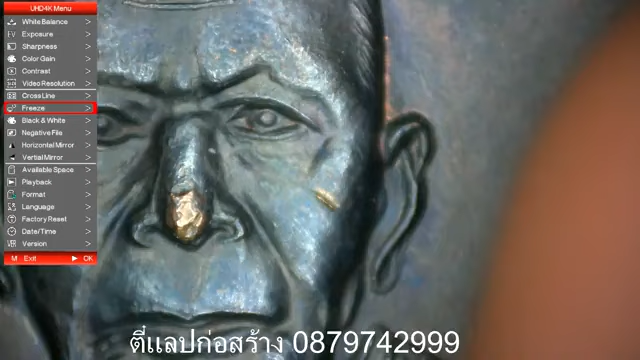 UHD4K Menu
White Balance >
Exposure >
Sharpness >
Color Gain >
Contrast >
Video Resolution >
Cross Line >
Freeze >
Black & White >
Negative File >
Horizontal Mirror >
Vertial Mirror >
Available Space >
Playback >
Format >
Language >
Factory Reset >
Date/Time >
Version >
M Exit ▶ OK
ตี่แลปก่อสร้าง 0879742999